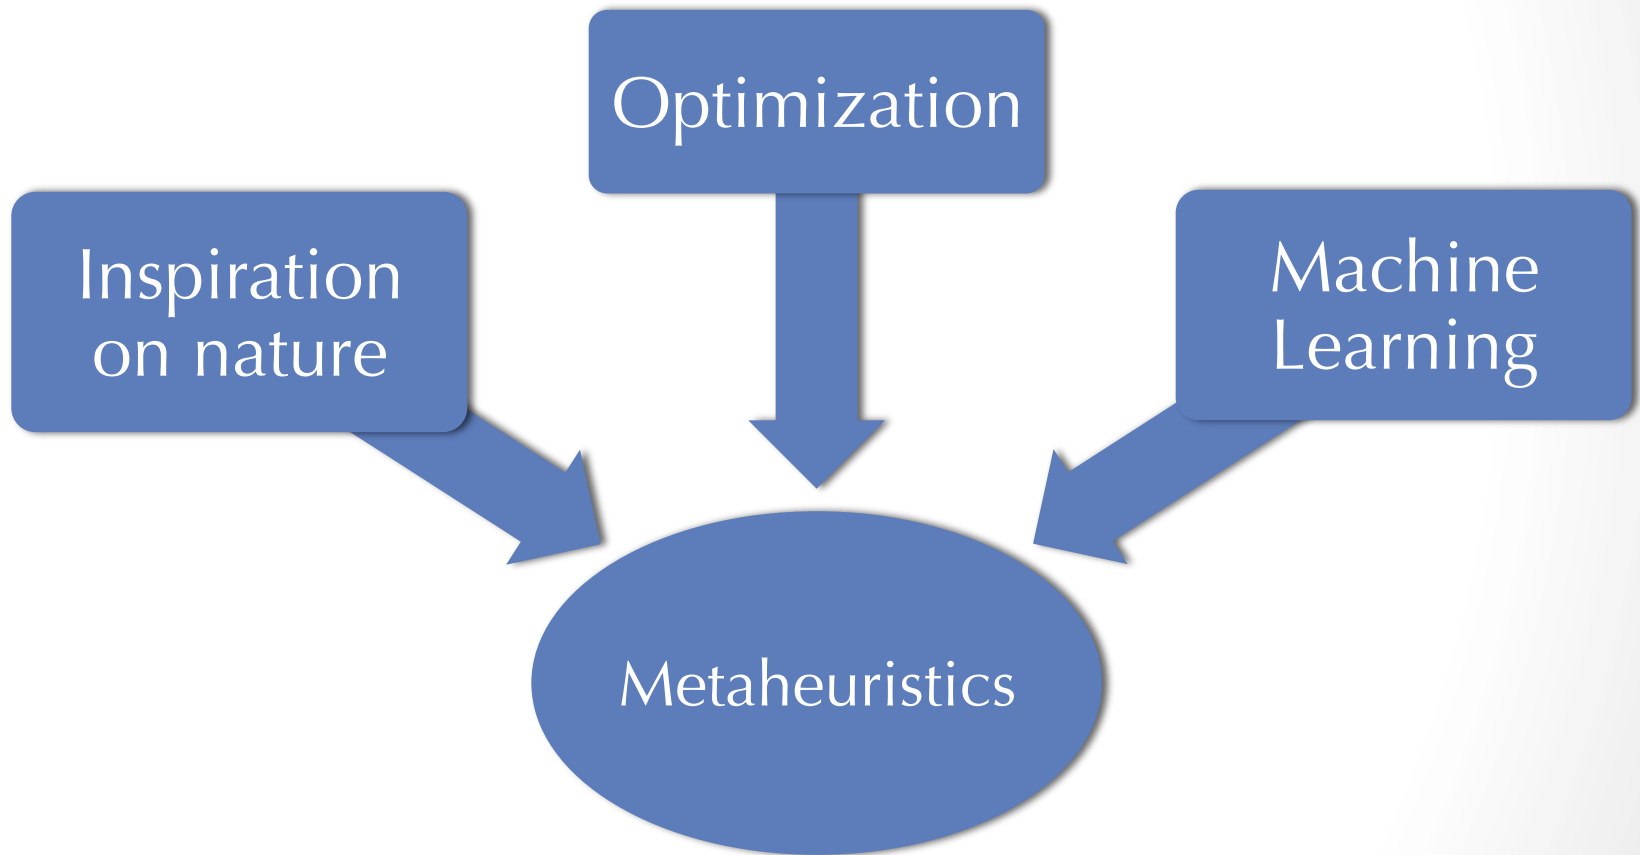 Optimization
Inspiration
on nature
Machine
Learning
Metaheuristics